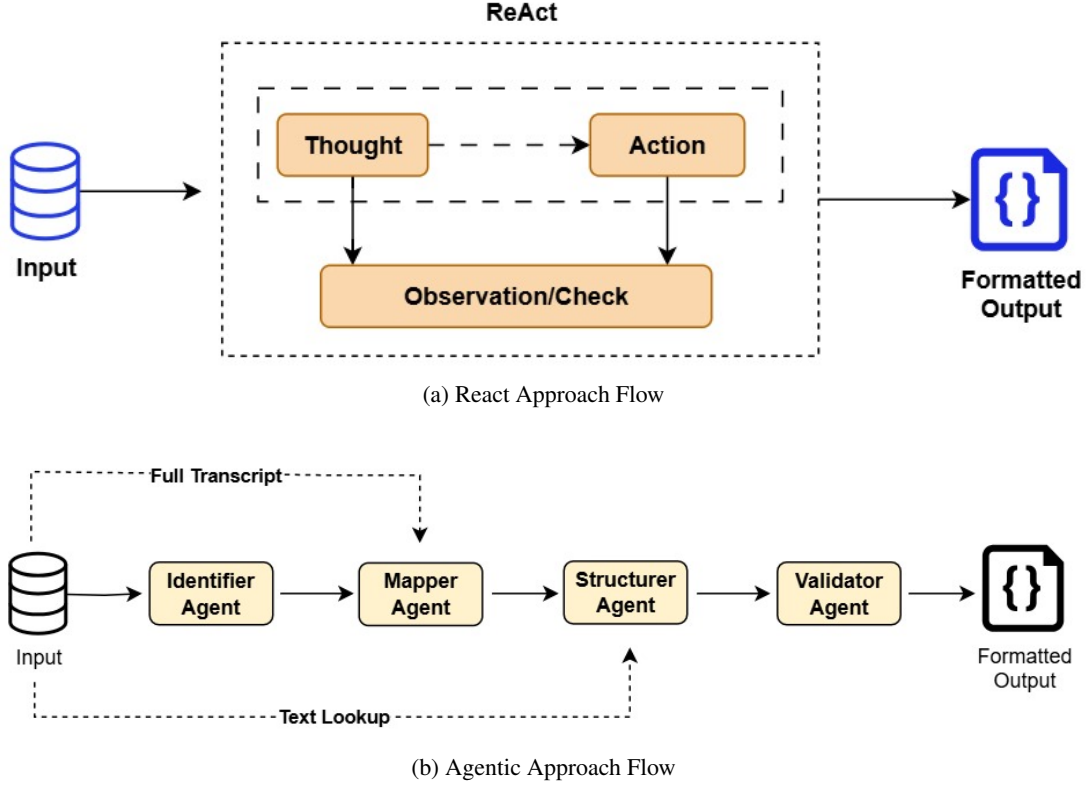 ReAct
Thought
Action
Input
Observation/Check
Formatted
Output
(a) React Approach Flow
Full Transcript
Identifier
Agent
Mapper
Agent
Structurer
Agent
Validator
Agent
Input
Formatted
Output
Text Lookup
(b) Agentic Approach Flow